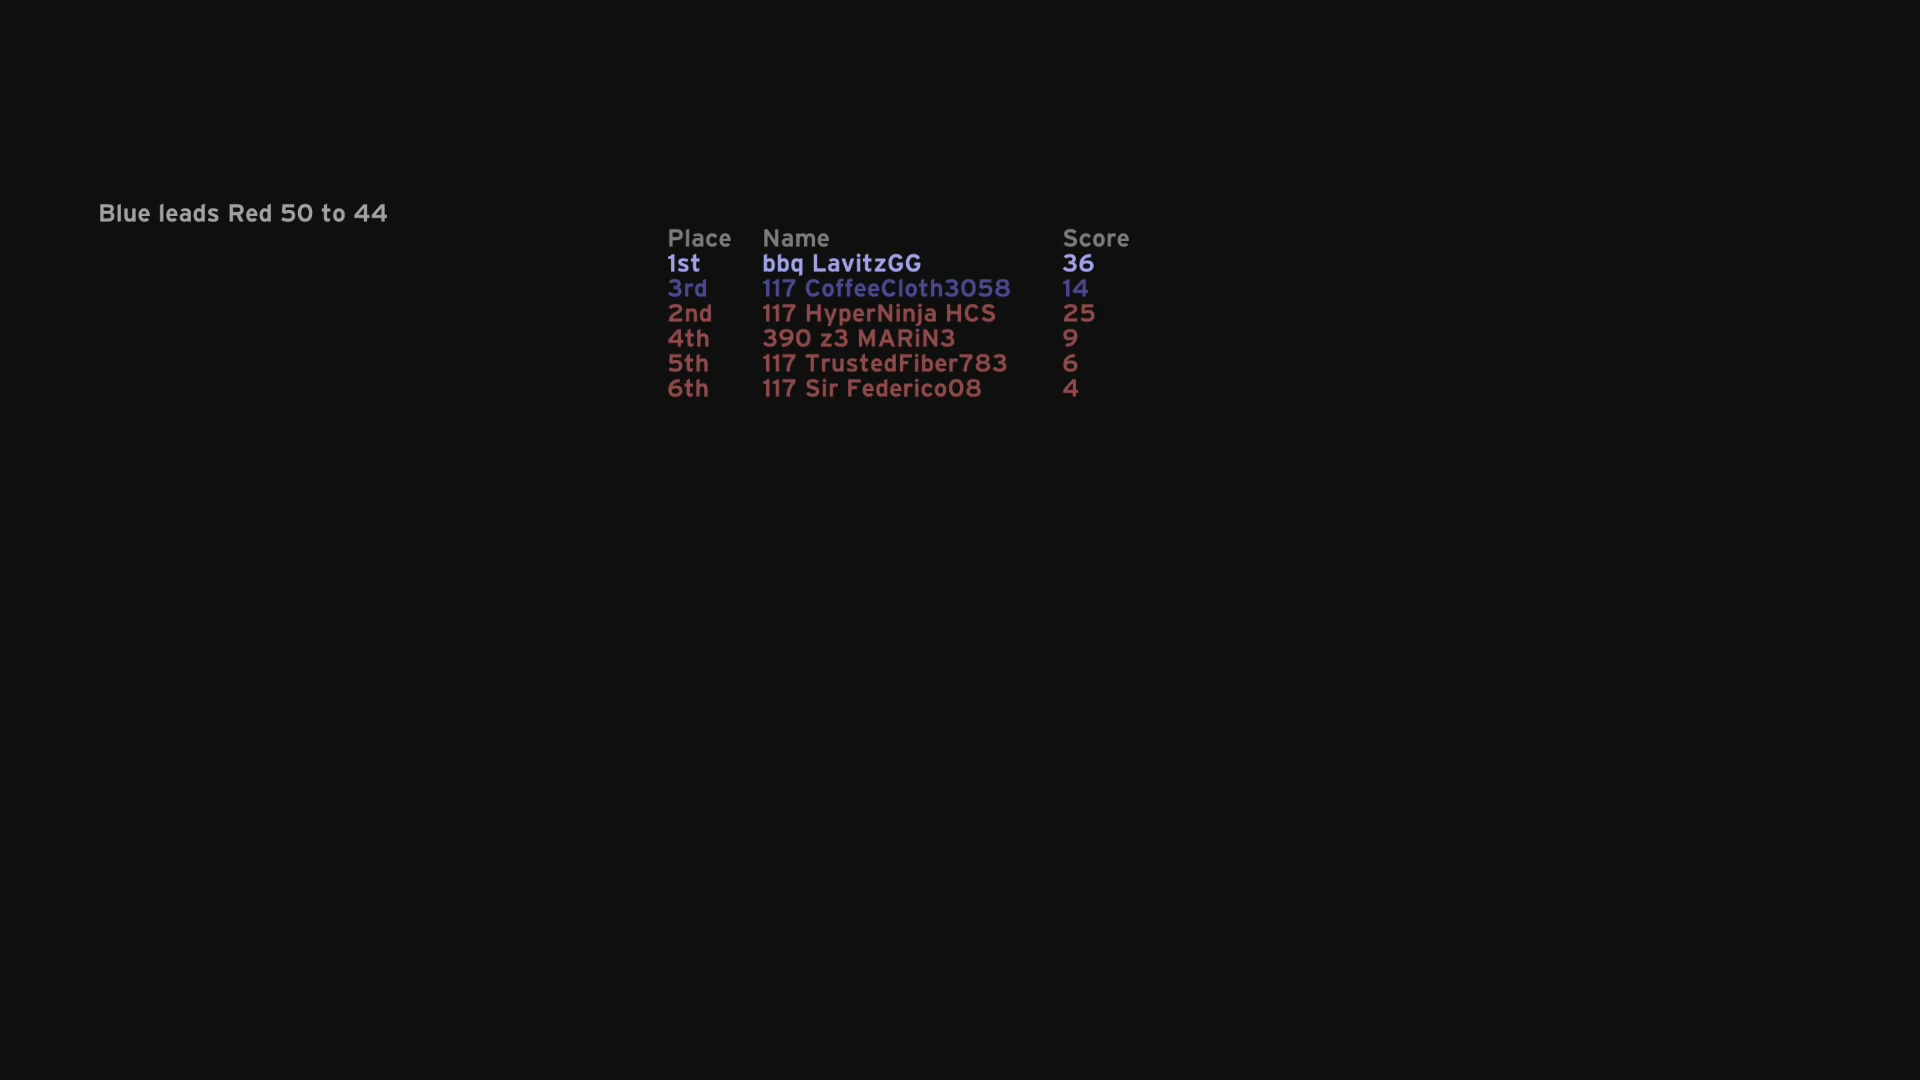 Blue leads Red 50 to 44
Place Name Score
1st bbq LavitzGG 36
3rd 117 CoffeeCloth3058 14
2nd 117 HyperNinja HCS 25
4th 390 z3 MARiN3 9
5th 117 TrustedFiber783 6
6th 117 Sir Federico08 4